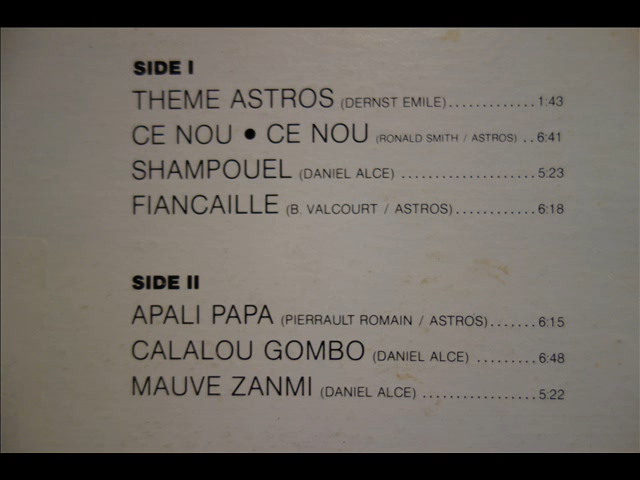 SIDE I
THEME ASTROS (DERNST EMILE).............1:43
CE NOU • CE NOU (RONALD SMITH / ASTROS) ..6:41
SHAMPOUEL (DANIEL ALCE) ....................5:23
FIANCAILLE (B. VALCOURT / ASTROS)............6:18
SIDE II
APALI PAPA (PIERRAULT ROMAIN / ASTROS).......6:15
CALALOU GOMBO (DANIEL ALCE) .........6:48
MAUVE ZANMI (DANIEL ALCE) .................5:22